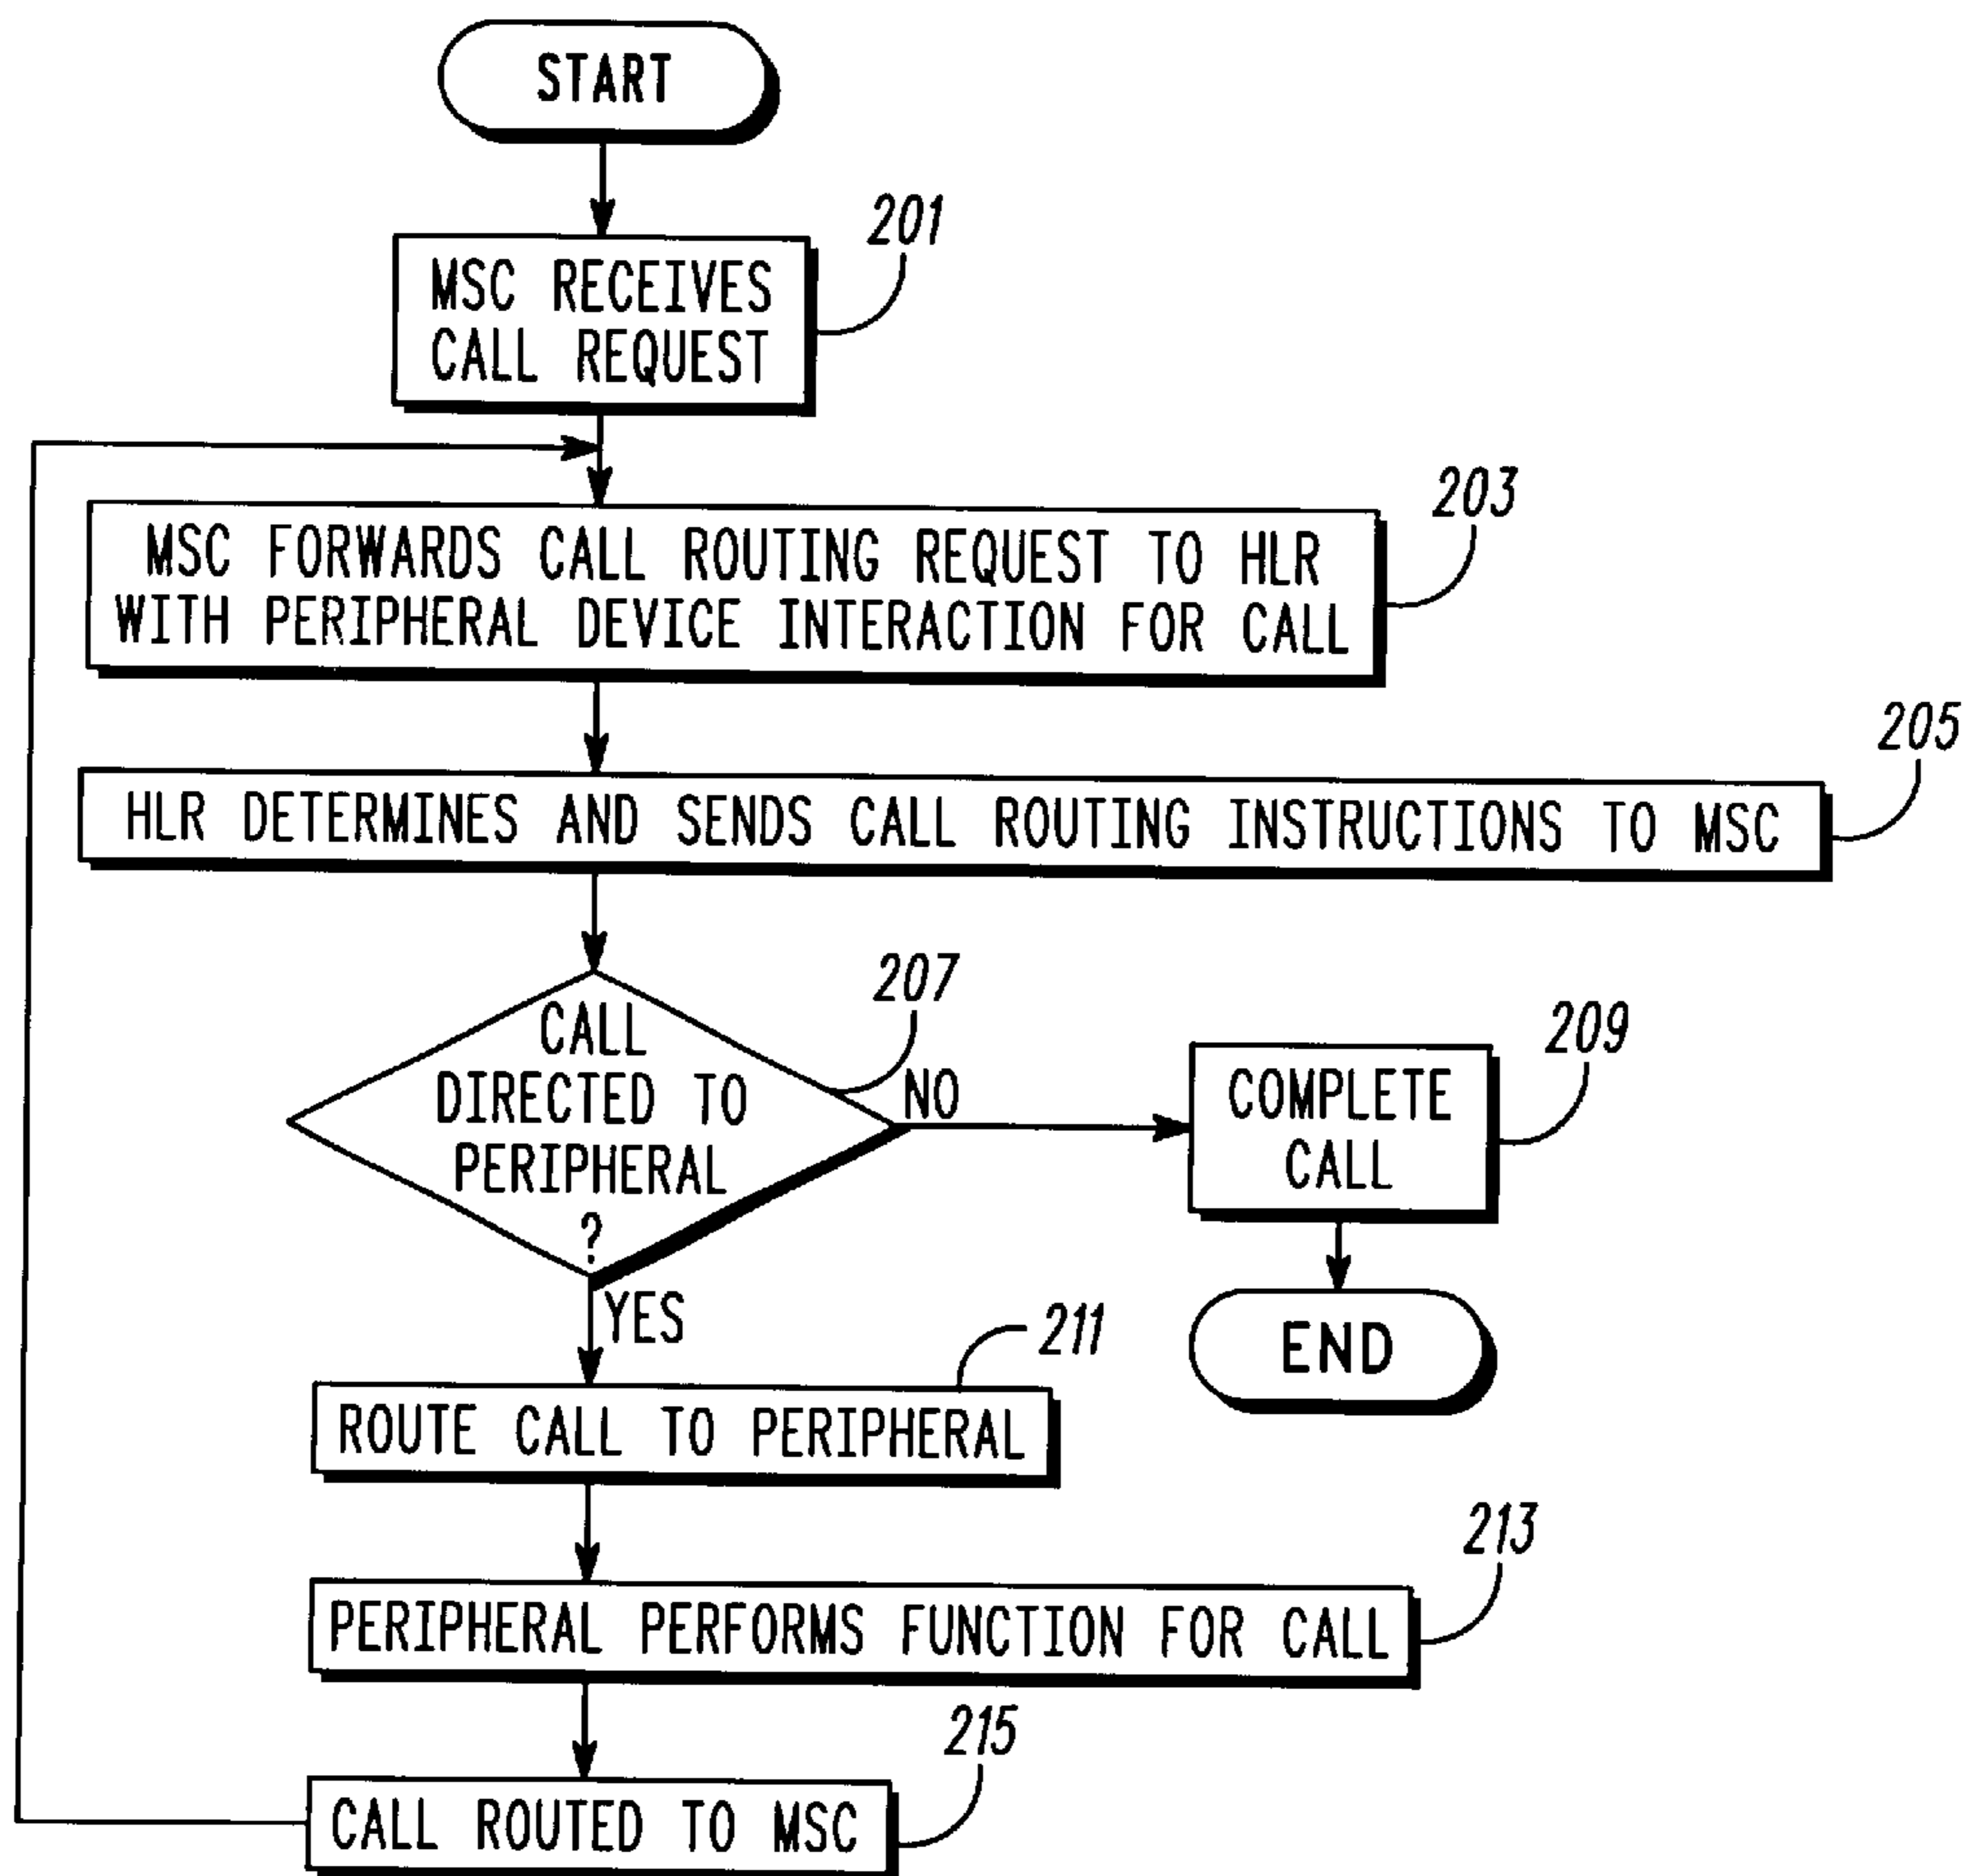 START
201
MSC RECEIVES
CALL REQUEST
203
MSC FORWARDS CALL ROUTING REQUEST TO HLR
WITH PERIPHERAL DEVICE INTERACTION FOR CALL
205
HLR DETERMINES AND SENDS CALL ROUTING INSTRUCTIONS TO MSC
207
CALL
DIRECTED TO
PERIPHERAL
?
NO
209
COMPLETE
CALL
END
YES
211
ROUTE CALL TO PERIPHERAL
213
PERIPHERAL PERFORMS FUNCTION FOR CALL
215
CALL ROUTED TO MSC